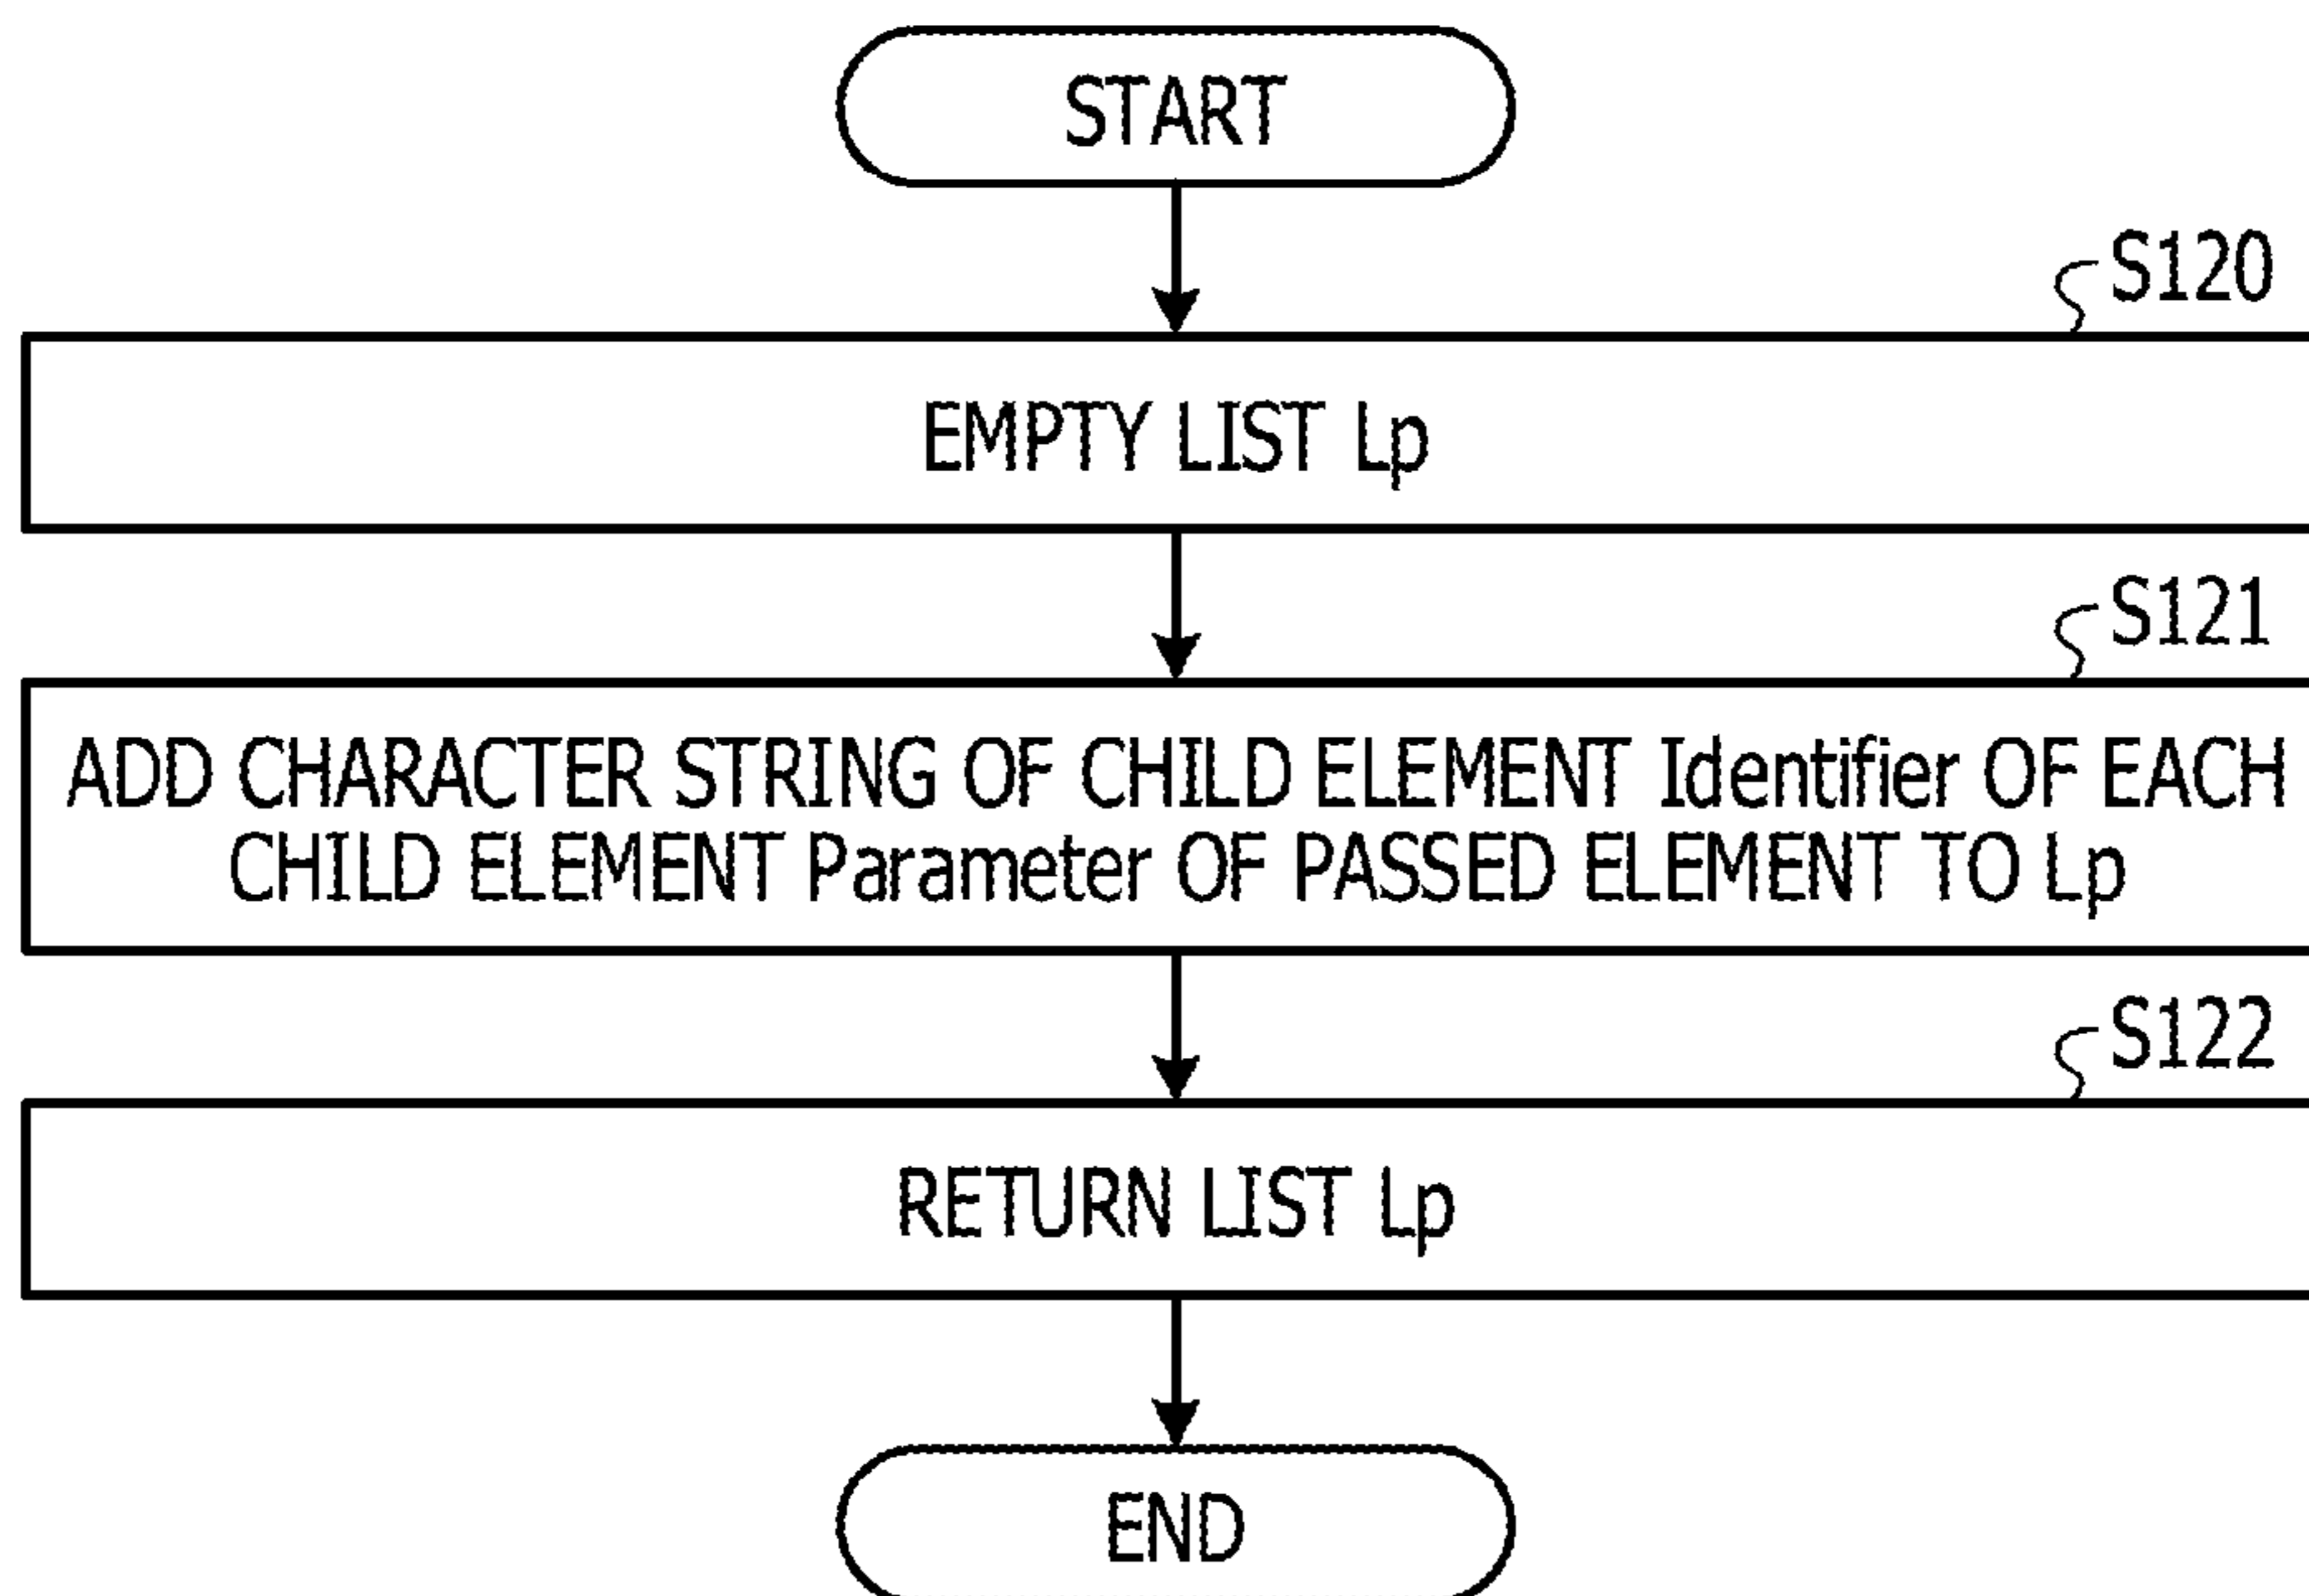 START
S120
EMPTY LIST Lp
S121
ADD CHARACTER STRING OF CHILD ELEMENT Identifier OF EACH
CHILD ELEMENT Parameter OF PASSED ELEMENT TO Lp
S122
RETURN LIST Lp
END